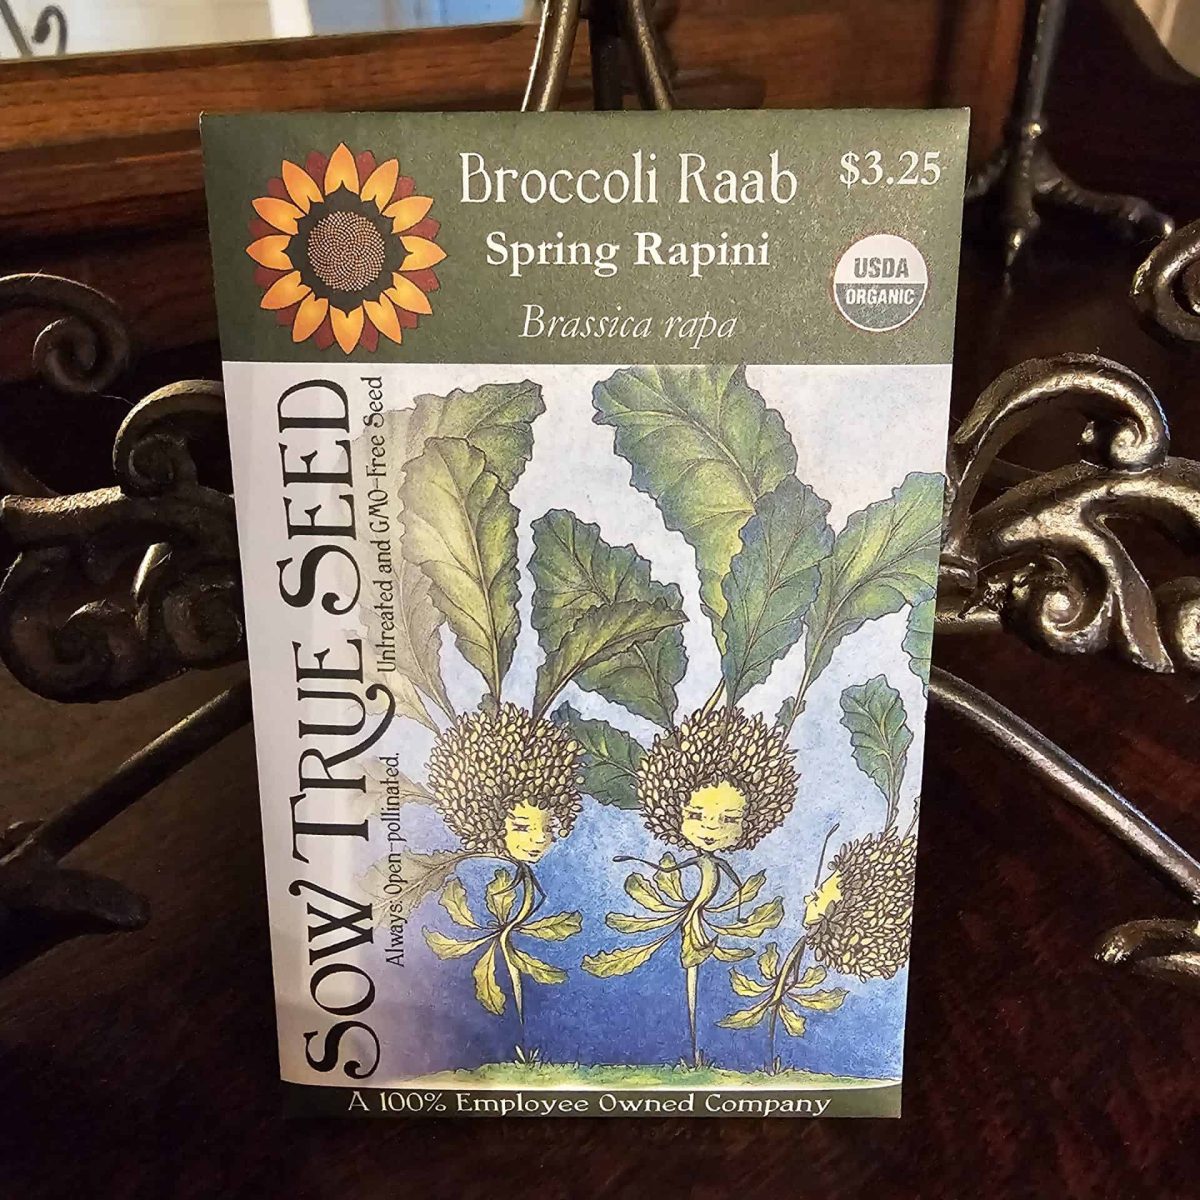 Broccoli Raab
$3.25
Spring Rapini
Brassica rapa
USDA
ORGANIC
SOW TRUE SEED
Always: Open-pollinated, Untreated and GMO-Free Seed
A 100% Employee Owned Company